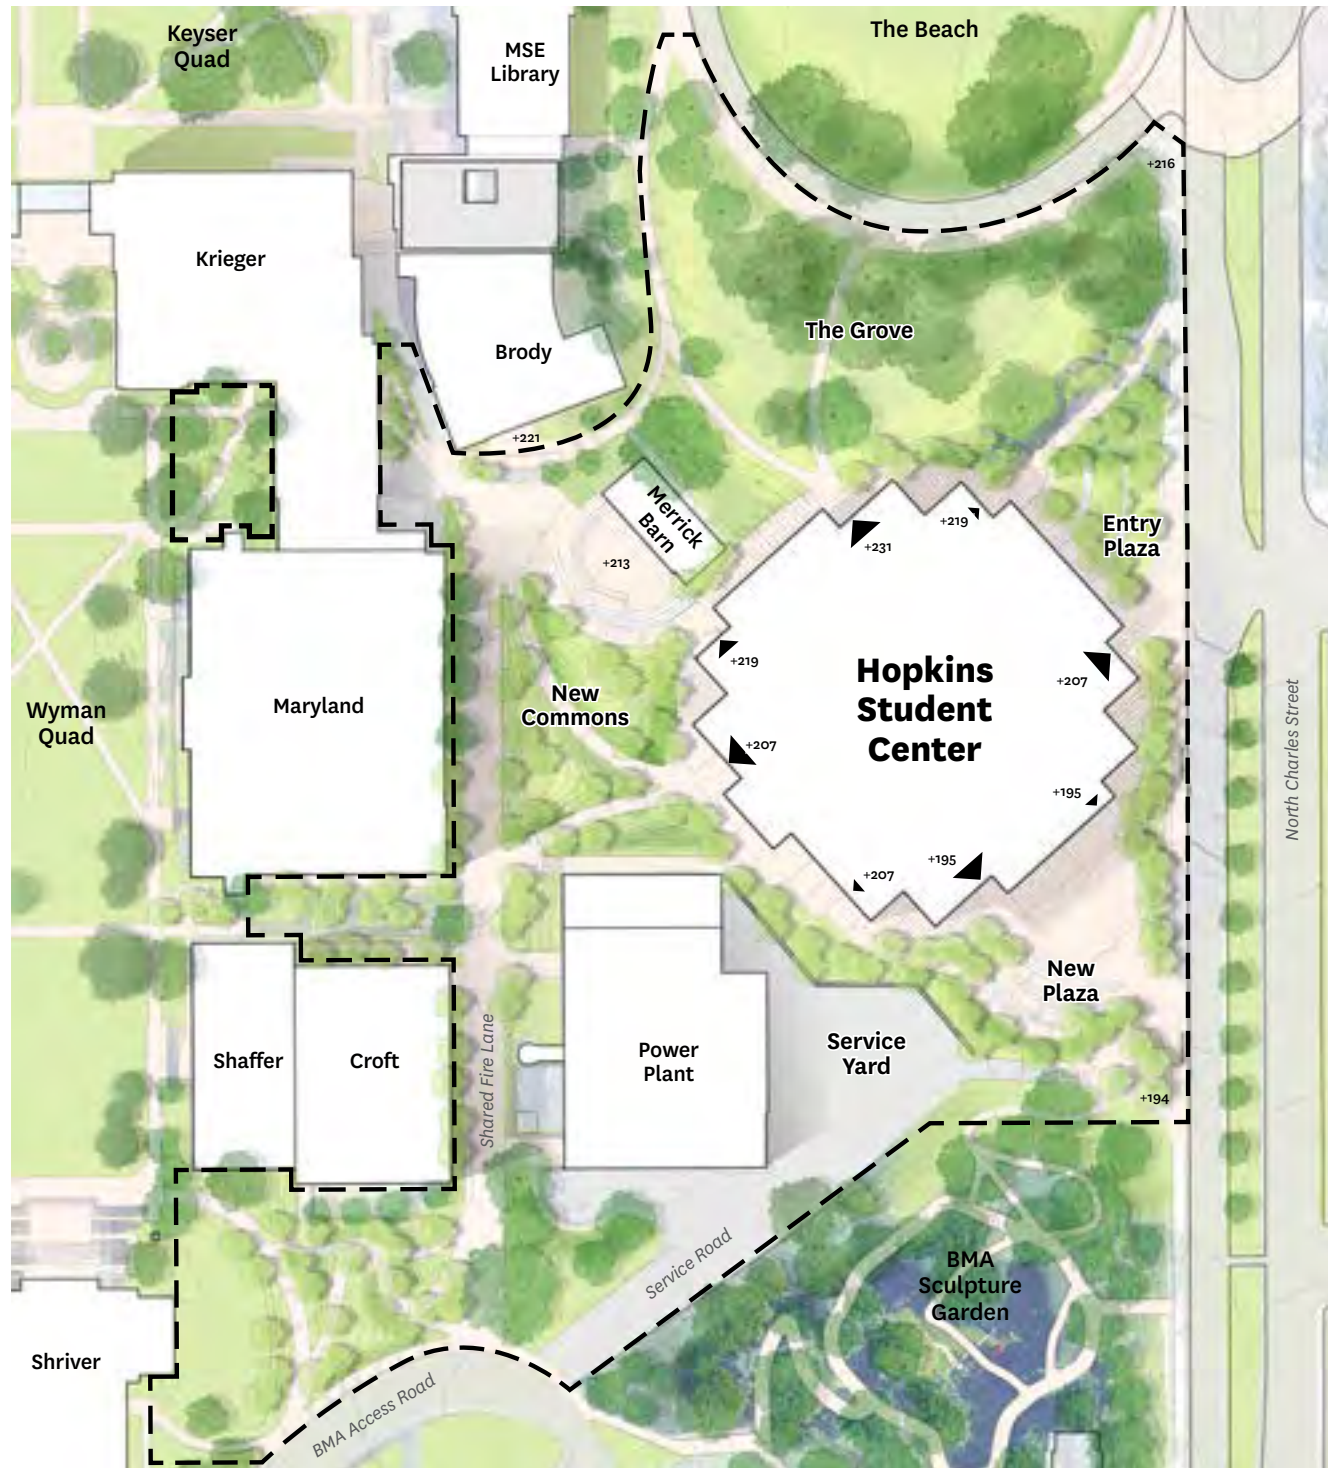 Keyser
Quad
MSE
Library
The Beach
+216
Krieger
Brody
The Grove
+221
Merrick
Barn
+213
+231
+219
Entry
Plaza
+219
Hopkins
Student
Center
+207
Wyman
Quad
Maryland
New
Commons
+207
+195
North Charles Street
+195
+207
New
Plaza
Shaffer
Croft
Shared Fire Lane
Power
Plant
Service
Yard
+194
Service Road
BMA
Sculpture
Garden
Shriver
BMA Access Road